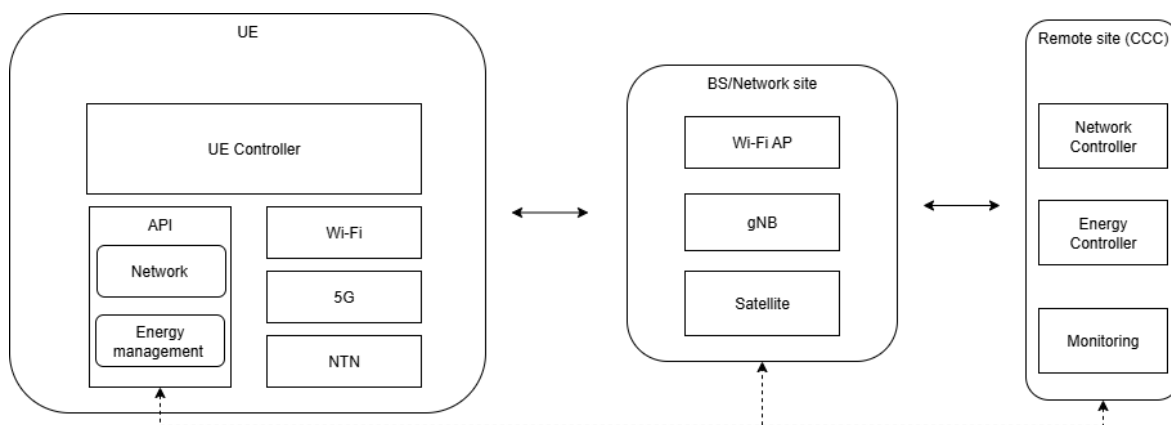 UE
UE Controller
API
Network
Energy
management
Wi-Fi
5G
NTN
BS/Network site
Wi-Fi AP
gNB
Satellite
Remote site (CCC)
Network
Controller
Energy
Controller
Monitoring